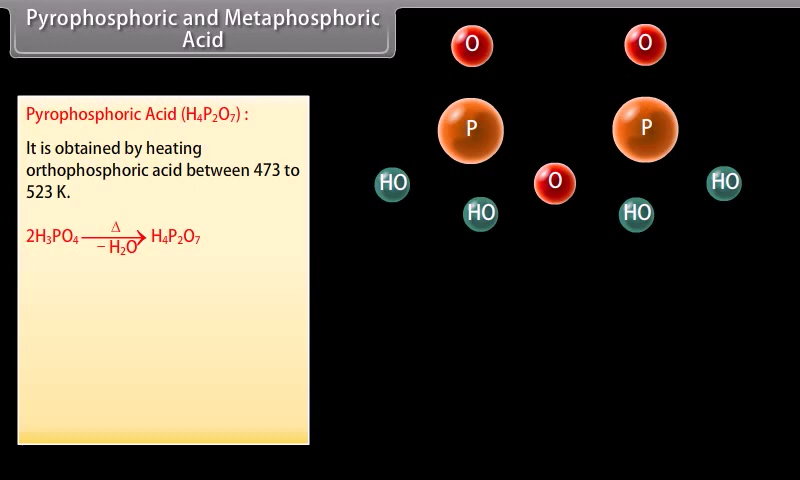 Pyrophosphoric and Metaphosphoric
Acid
Pyrophosphoric Acid (H₄P₂O₇) :
It is obtained by heating
orthophosphoric acid between 473 to
523 K.
Δ
2H₃PO₄ ⟶ H₄P₂O₇
− H₂O
O O
P P
HO O HO
HO HO